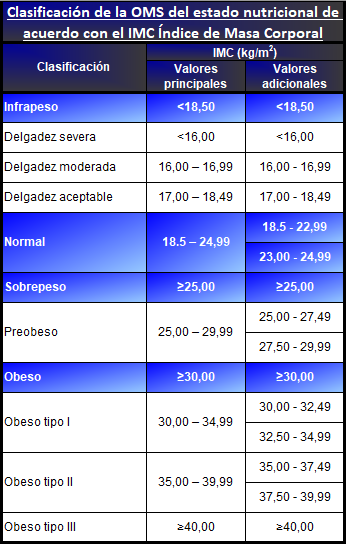 Clasificación de la OMS del estado nutricional de
acuerdo con el IMC Índice de Masa Corporal
Clasificación
IMC (kg/m²)
Valores principales
Valores adicionales
Infrapeso <18,50 <18,50
Delgadez severa <16,00 <16,00
Delgadez moderada 16,00 – 16,99 16,00 - 16,99
Delgadez aceptable 17,00 – 18,49 17,00 - 18,49
Normal 18.5 – 24,99 18.5 - 22,99
23,00 - 24,99
Sobrepeso ≥25,00 ≥25,00
Preobeso 25,00 – 29,99 25,00 - 27,49
27,50 - 29,99
Obeso ≥30,00 ≥30,00
Obeso tipo I 30,00 – 34,99 30,00 - 32,49
32,50 - 34,99
Obeso tipo II 35,00 – 39,99 35,00 - 37,49
37,50 - 39,99
Obeso tipo III ≥40,00 ≥40,00